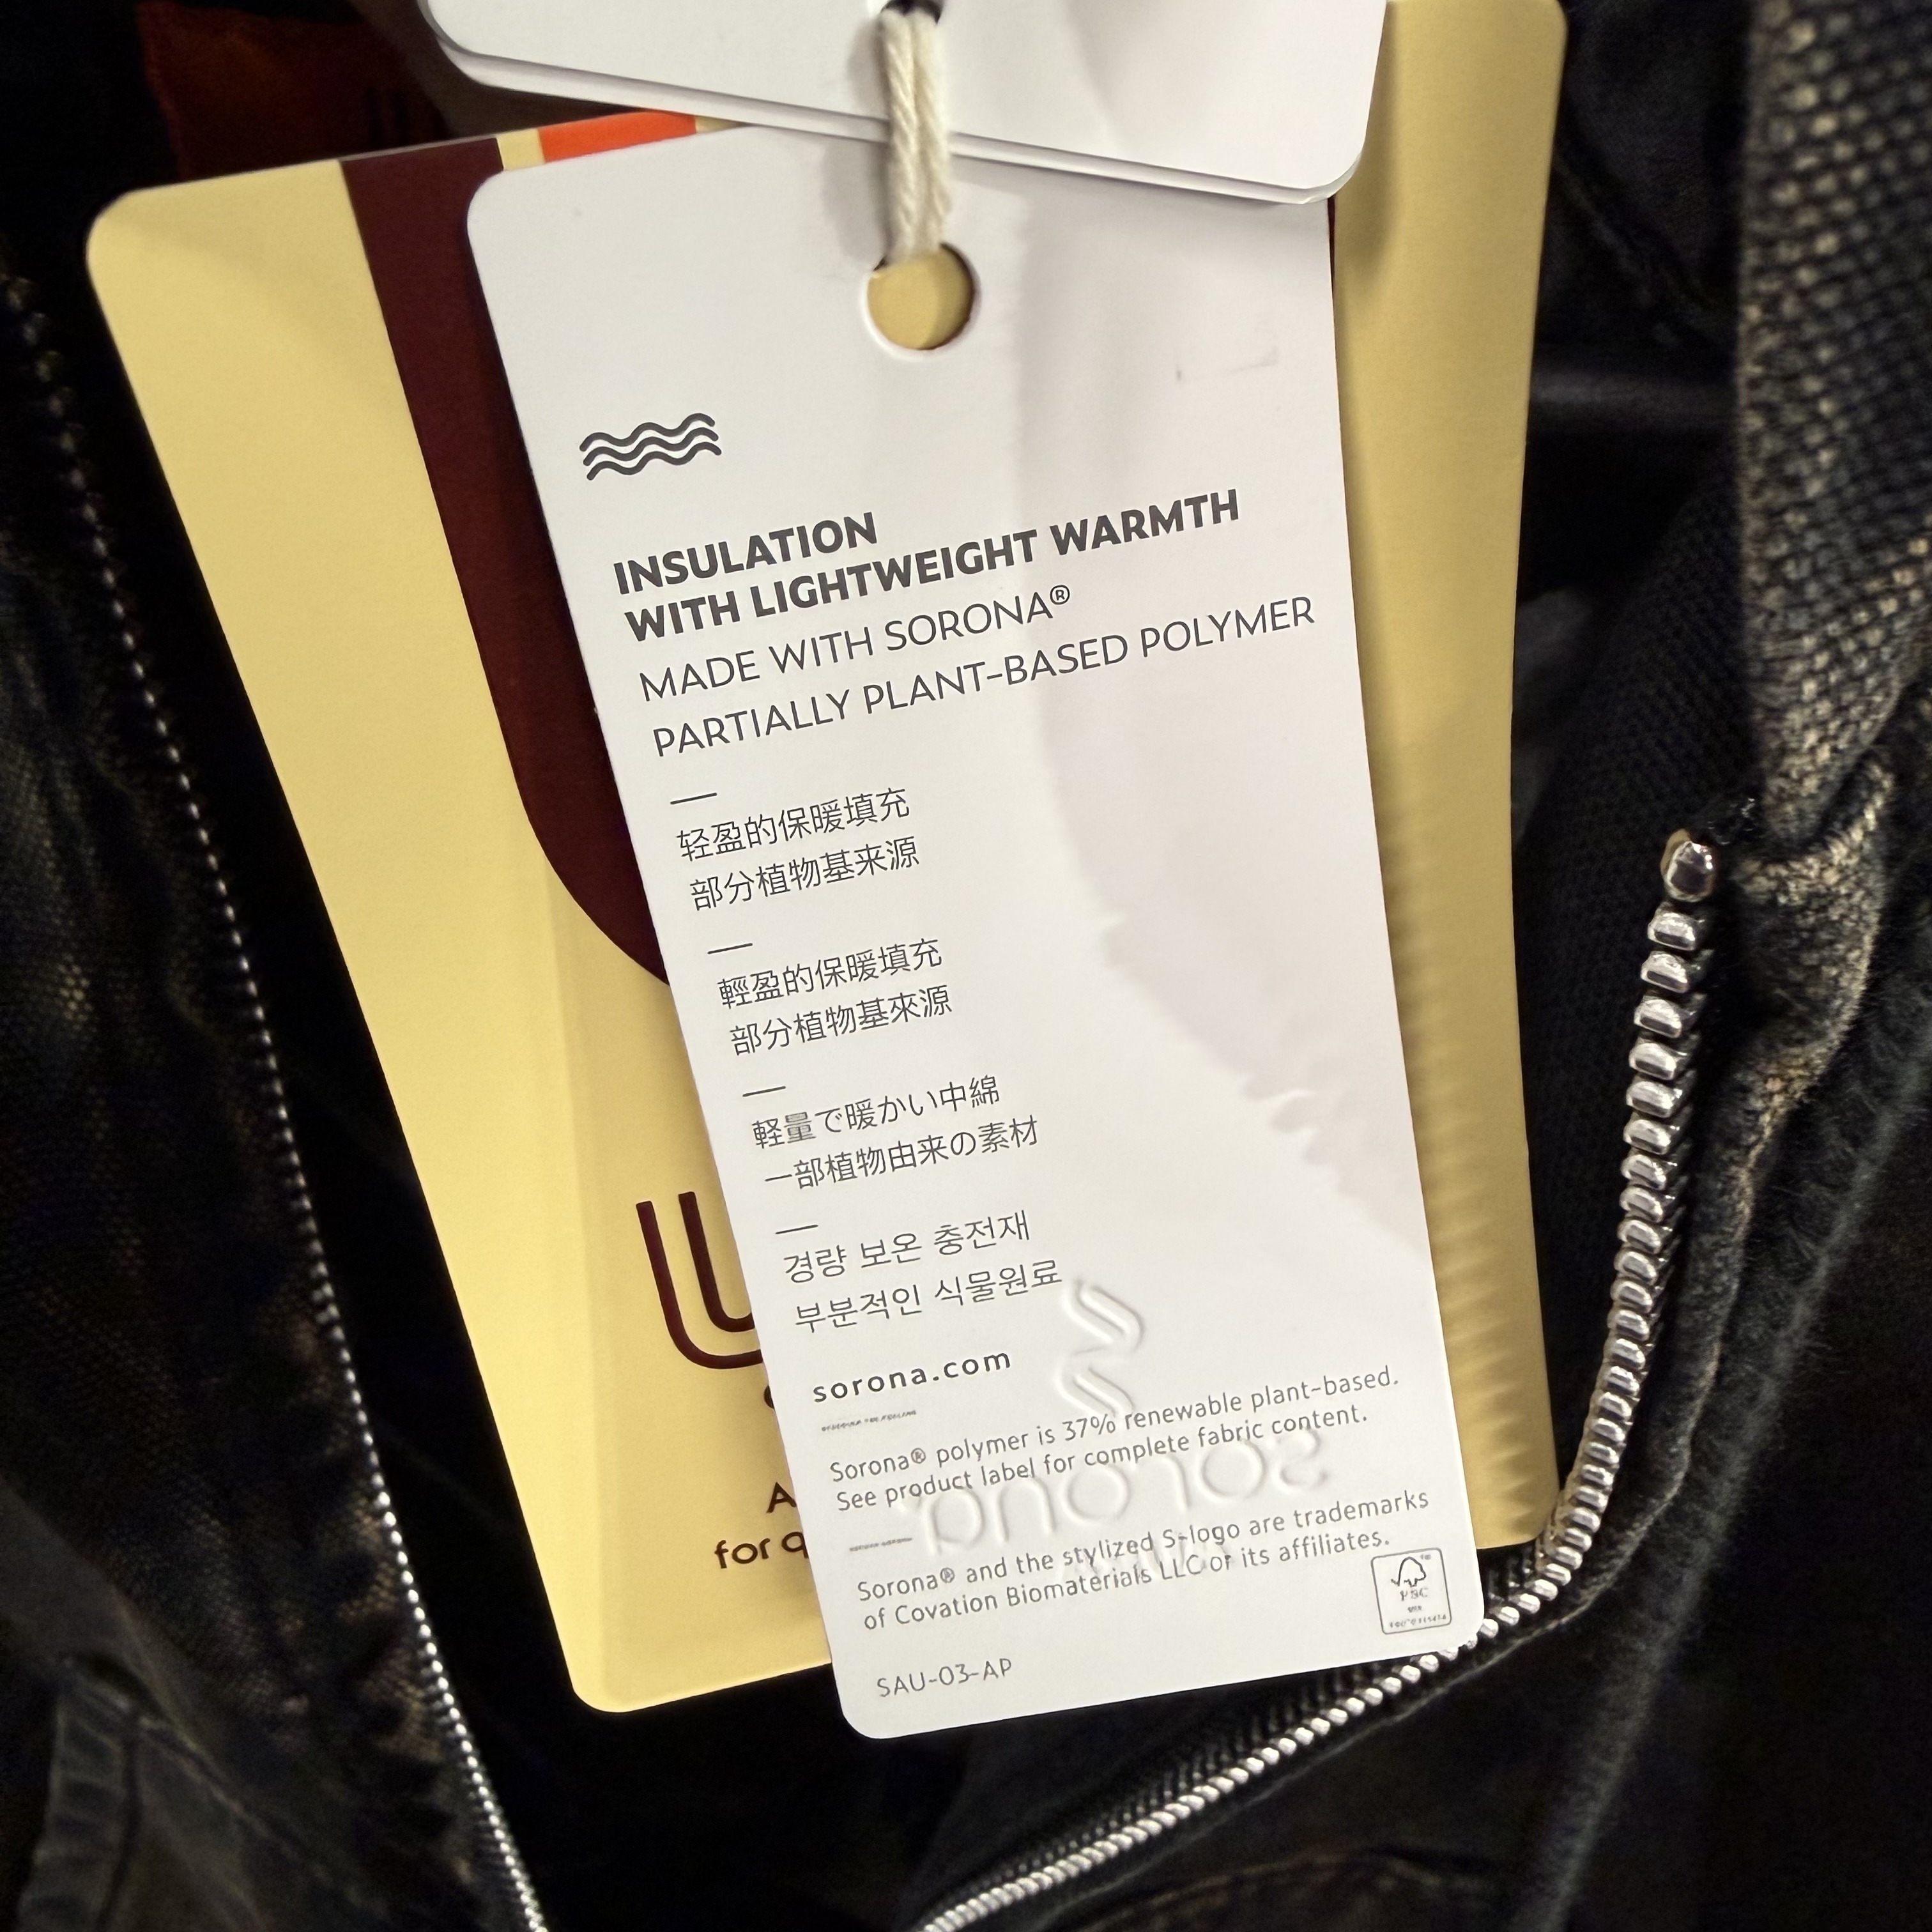 INSULATION
WITH LIGHTWEIGHT WARMTH
MADE WITH SORONA®
PARTIALLY PLANT-BASED POLYMER
轻盈的保暖填充
部分植物基来源
輕盈的保暖填充
部分植物基來源
軽量で暖かい中綿
一部植物由来の素材
경량 보온 충전재
부분적인 식물원료
sorona.com
Sorona® polymer is 37% renewable plant-based.
See product label for complete fabric content.
Sorona® and the stylized S-logo are trademarks
of Covation Biomaterials LLC or its affiliates.
SAU-03-AP
FSC
for